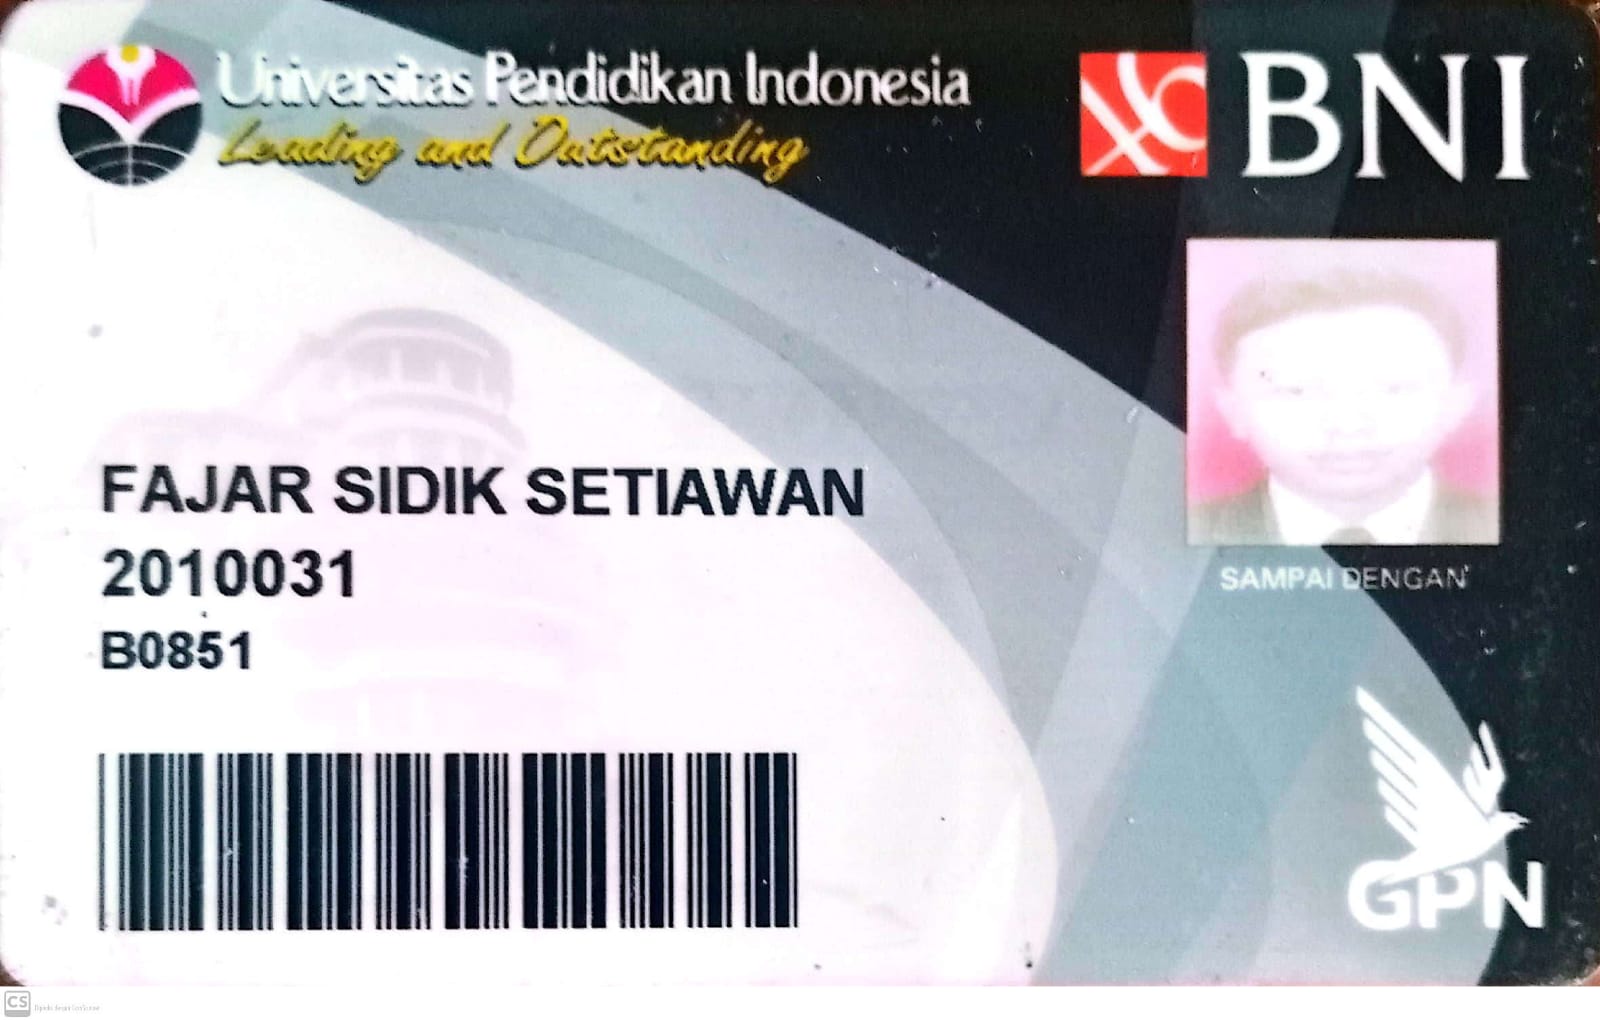 Universitas Pendidikan Indonesia
Leading and Outstanding
BNI
SAMPAI DENGAN
FAJAR SIDIK SETIAWAN
2010031
B0851
GPN
CS